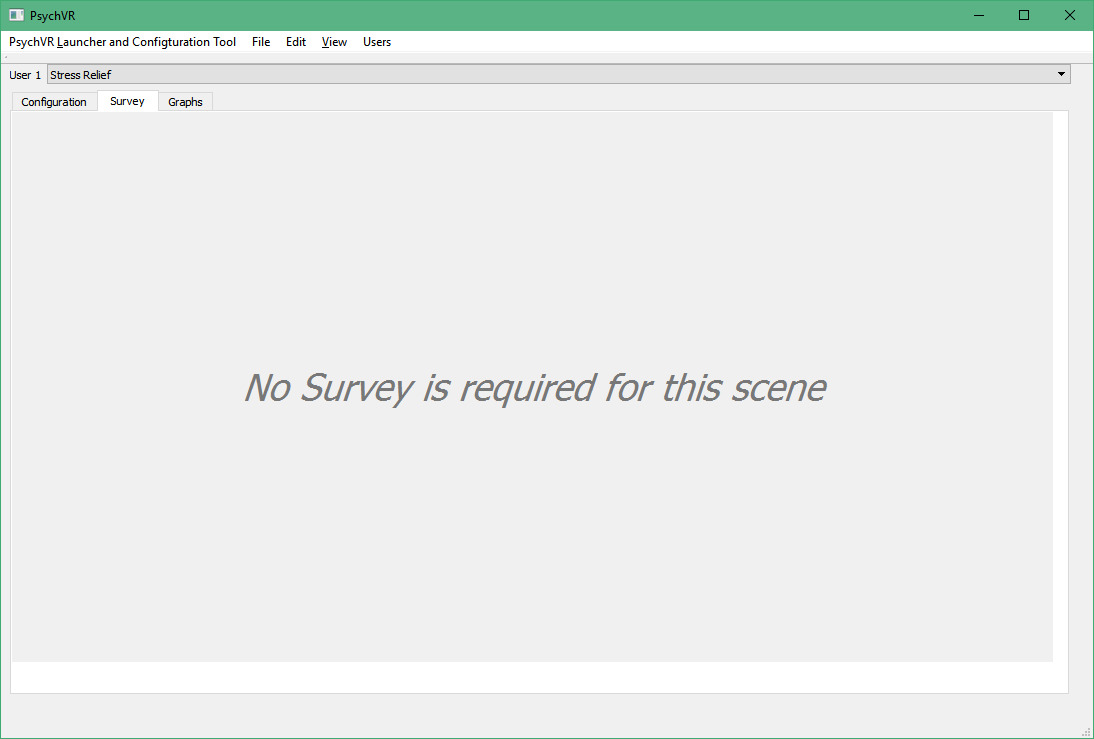 PsychVR
PsychVR Launcher and Configturation Tool File Edit View Users
User 1 Stress Relief
Configuration Survey Graphs
No Survey is required for this scene